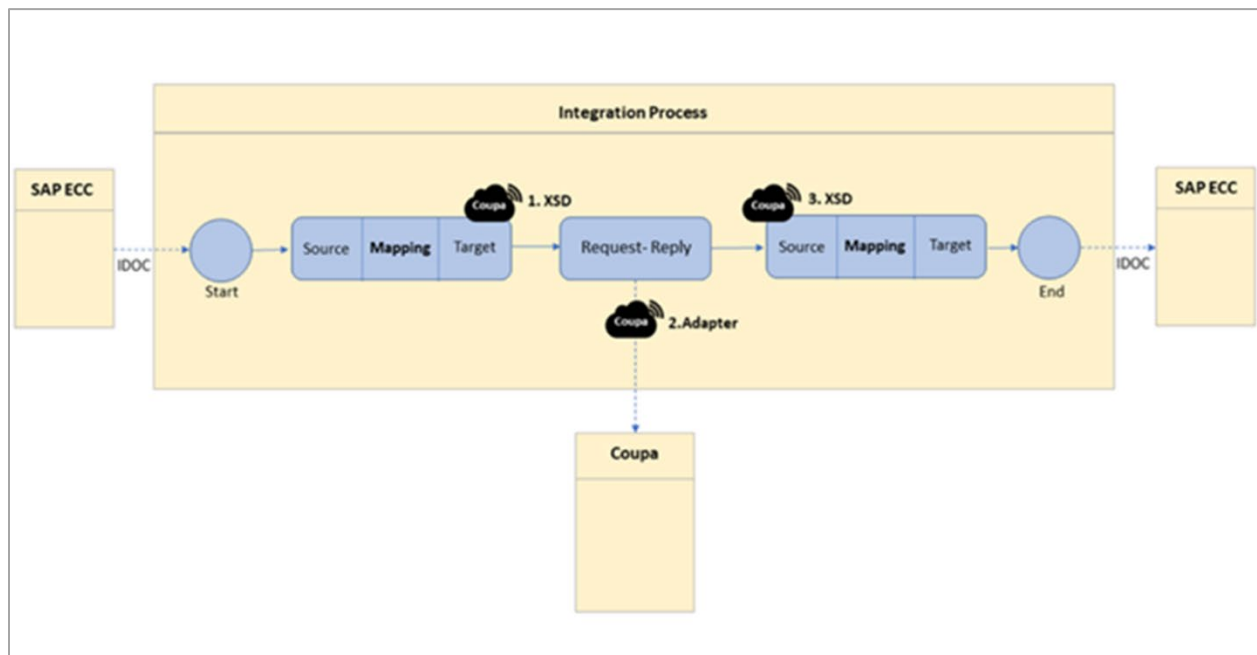 Integration Process
SAP ECC
SAP ECC
Coupa
1. XSD
Coupa
3. XSD
Source
Mapping
Target
Request- Reply
Source
Mapping
Target
IDOC
Start
End
IDOC
Coupa
2.Adapter
Coupa